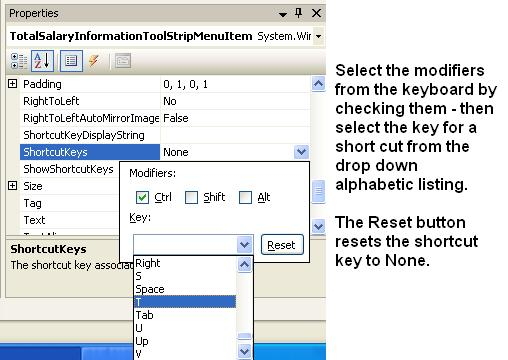 Properties
TotalSalaryInformationToolStripMenuItem System.Wir
Padding 0, 1, 0, 1
RightToLeft No
RightToLeftAutoMirrorImage False
ShortcutKeyDisplayString
ShortcutKeys None
ShowShortcutKeys
Size
Tag
Text
Modifiers:
Ctrl Shift Alt
Key:
Reset
Right
S
Space
T
Tab
U
Up
V
ShortcutKeys
The shortcut key associa
Select the modifiers
from the keyboard by
checking them - then
select the key for a
short cut from the
drop down
alphabetic listing.
The Reset button
resets the shortcut
key to None.